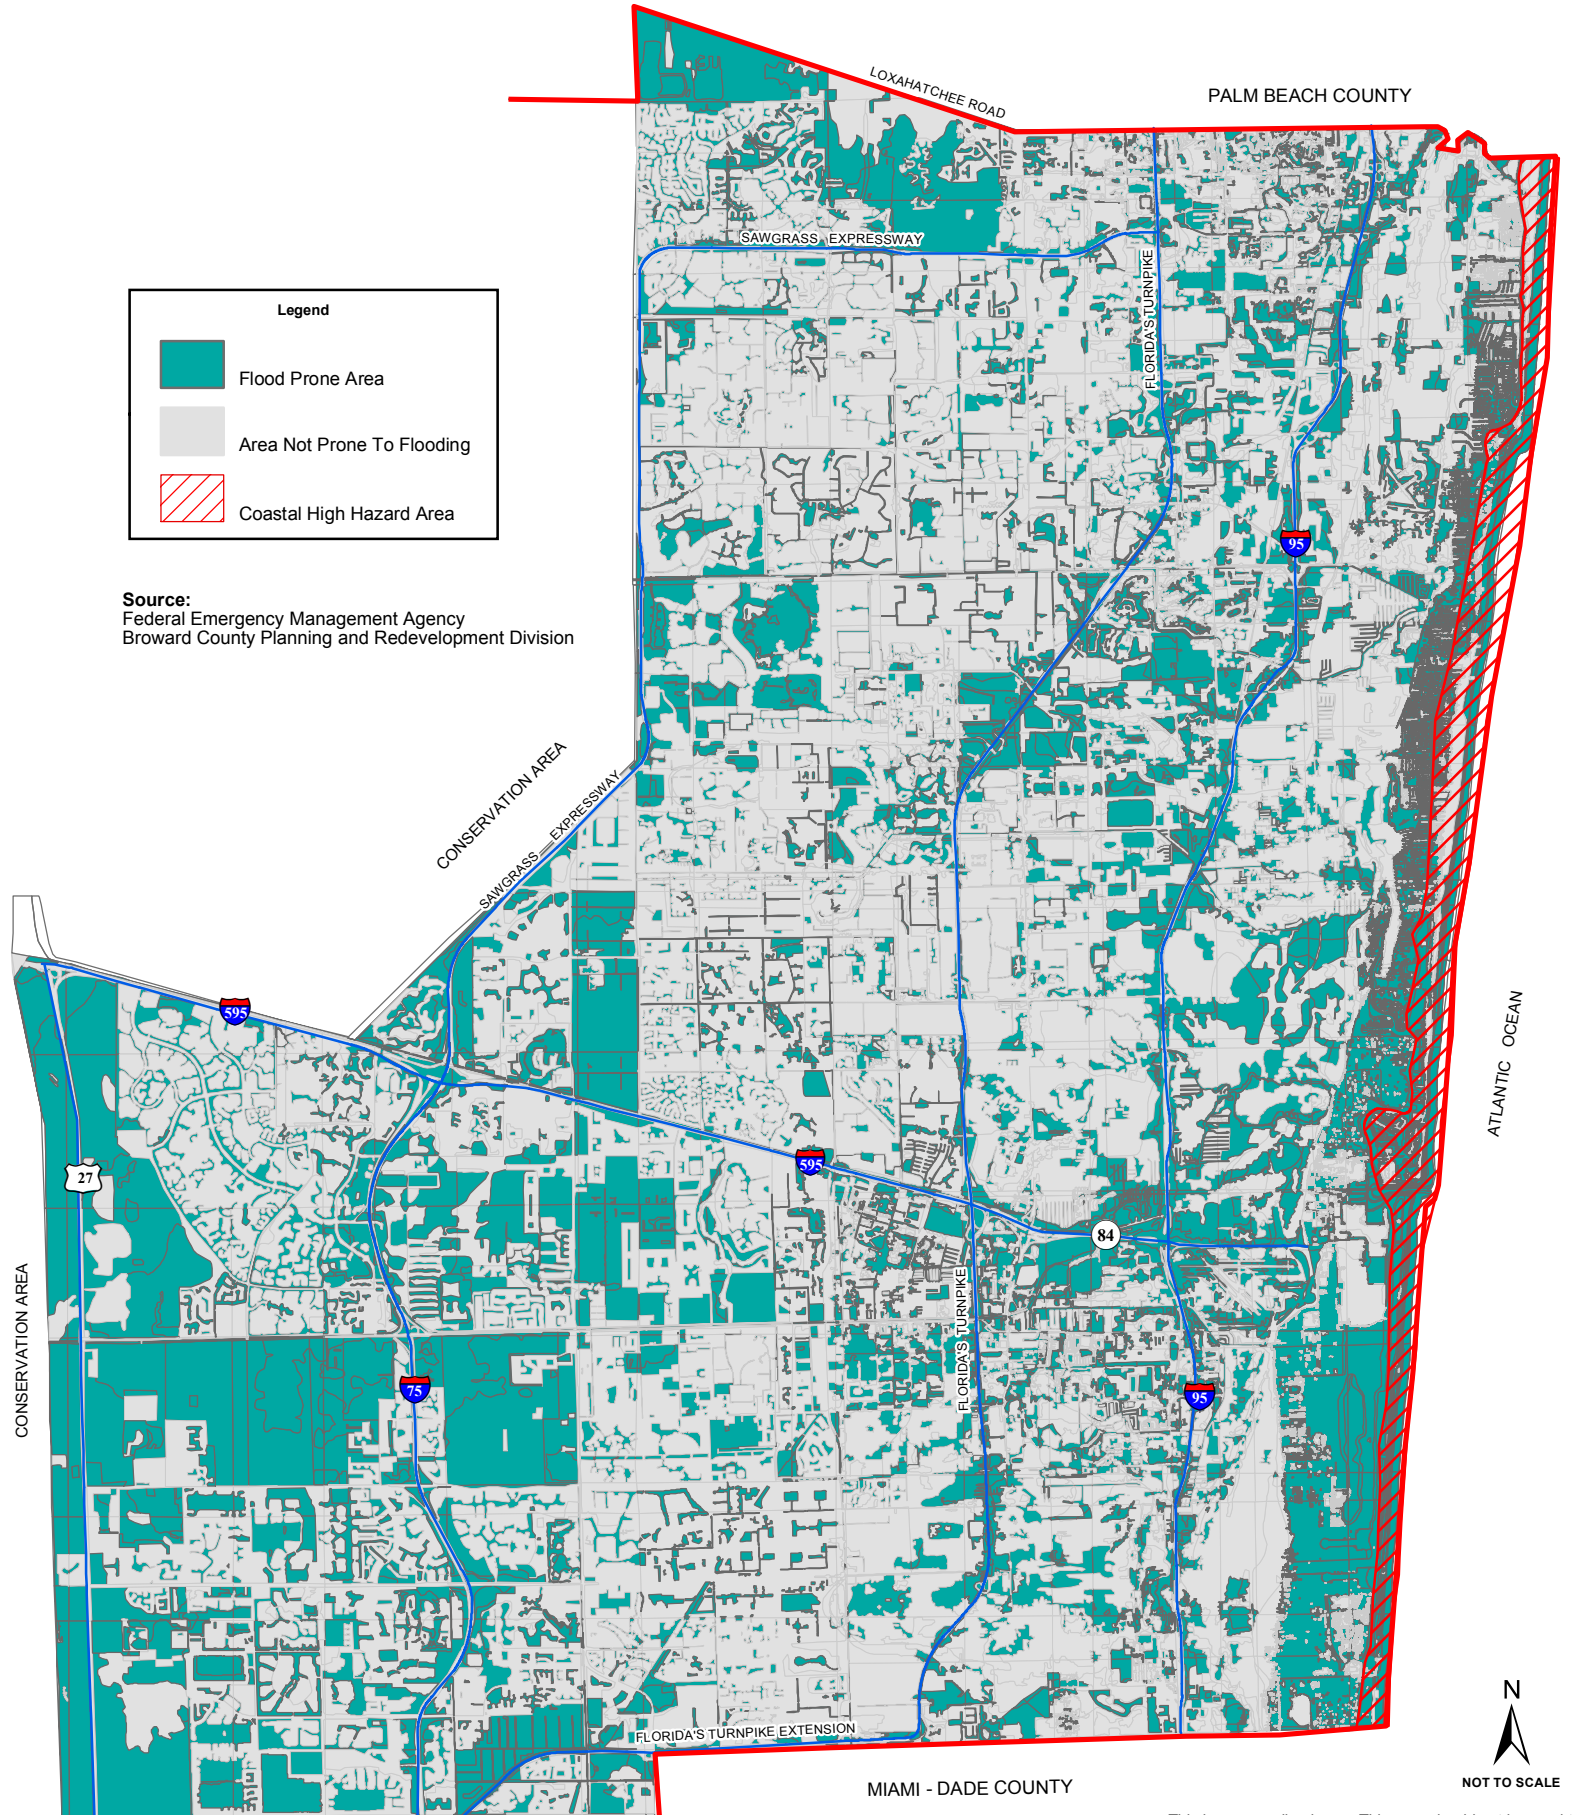 LOXAHATCHEE ROAD
PALM BEACH COUNTY
SAWGRASS EXPRESSWAY
FLORIDA'S TURNPIKE
Legend
Flood Prone Area
Area Not Prone To Flooding
Coastal High Hazard Area
95
Source:
Federal Emergency Management Agency
Broward County Planning and Redevelopment Division
CONSERVATION AREA
SAWGRASS EXPRESSWAY
595
ATLANTIC OCEAN
595
27
84
CONSERVATION AREA
FLORIDA'S TURNPIKE
75
95
N
FLORIDA'S TURNPIKE EXTENSION
MIAMI - DADE COUNTY
NOT TO SCALE